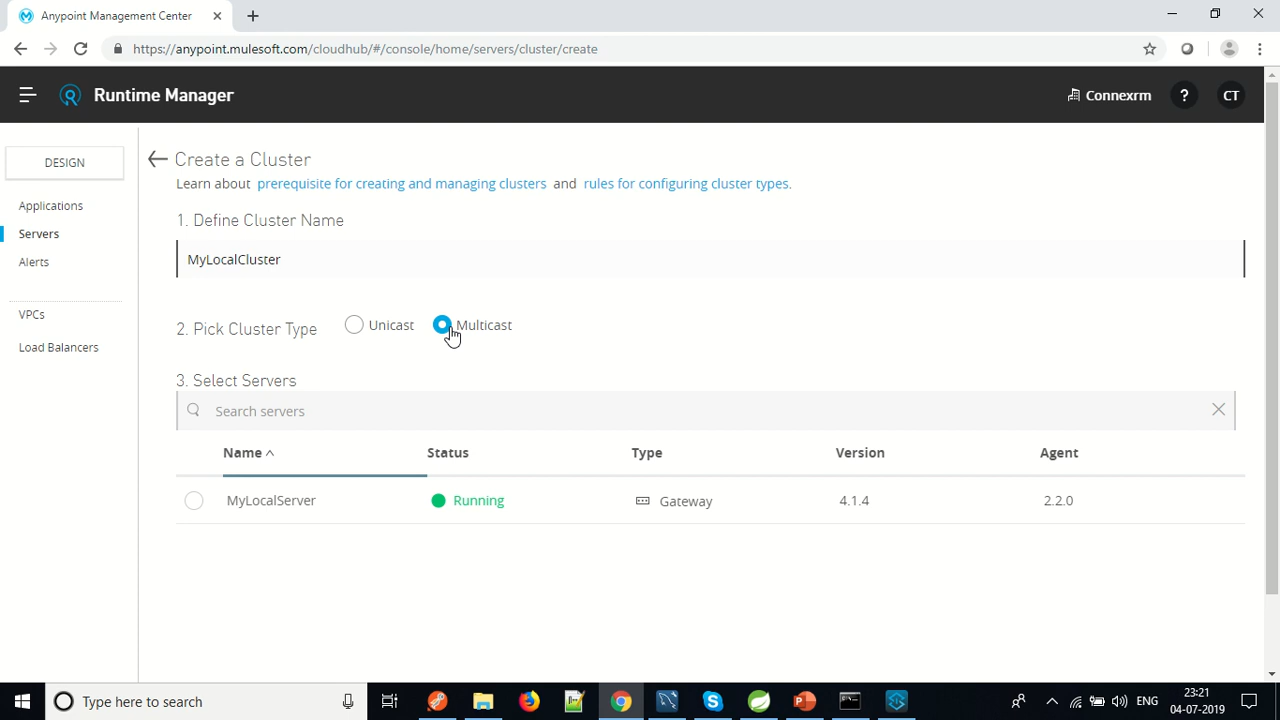 Anypoint Management Center
https://anypoint.mulesoft.com/cloudhub/#/console/home/servers/cluster/create
Runtime Manager
Connexrm
?
CT
DESIGN
Applications
Servers
Alerts
VPCs
Load Balancers
Create a Cluster
Learn about prerequisite for creating and managing clusters and rules for configuring cluster types.
1. Define Cluster Name
MyLocalCluster
2. Pick Cluster Type Unicast Multicast
3. Select Servers
Search servers
Name Status Type Version Agent
MyLocalServer Running Gateway 4.1.4 2.2.0
Type here to search
ENG
23:21
04-07-2019